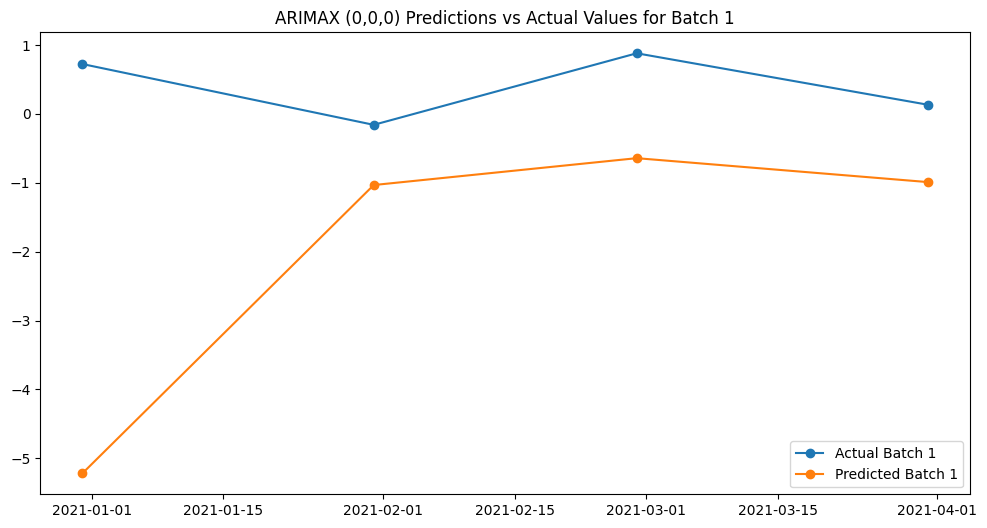 ARIMAX (0,0,0) Predictions vs Actual Values for Batch 1
1
0
−1
−2
−3
−4
−5
Actual Batch 1
Predicted Batch 1
2021-01-01 2021-01-15 2021-02-01 2021-02-15 2021-03-01 2021-03-15 2021-04-01